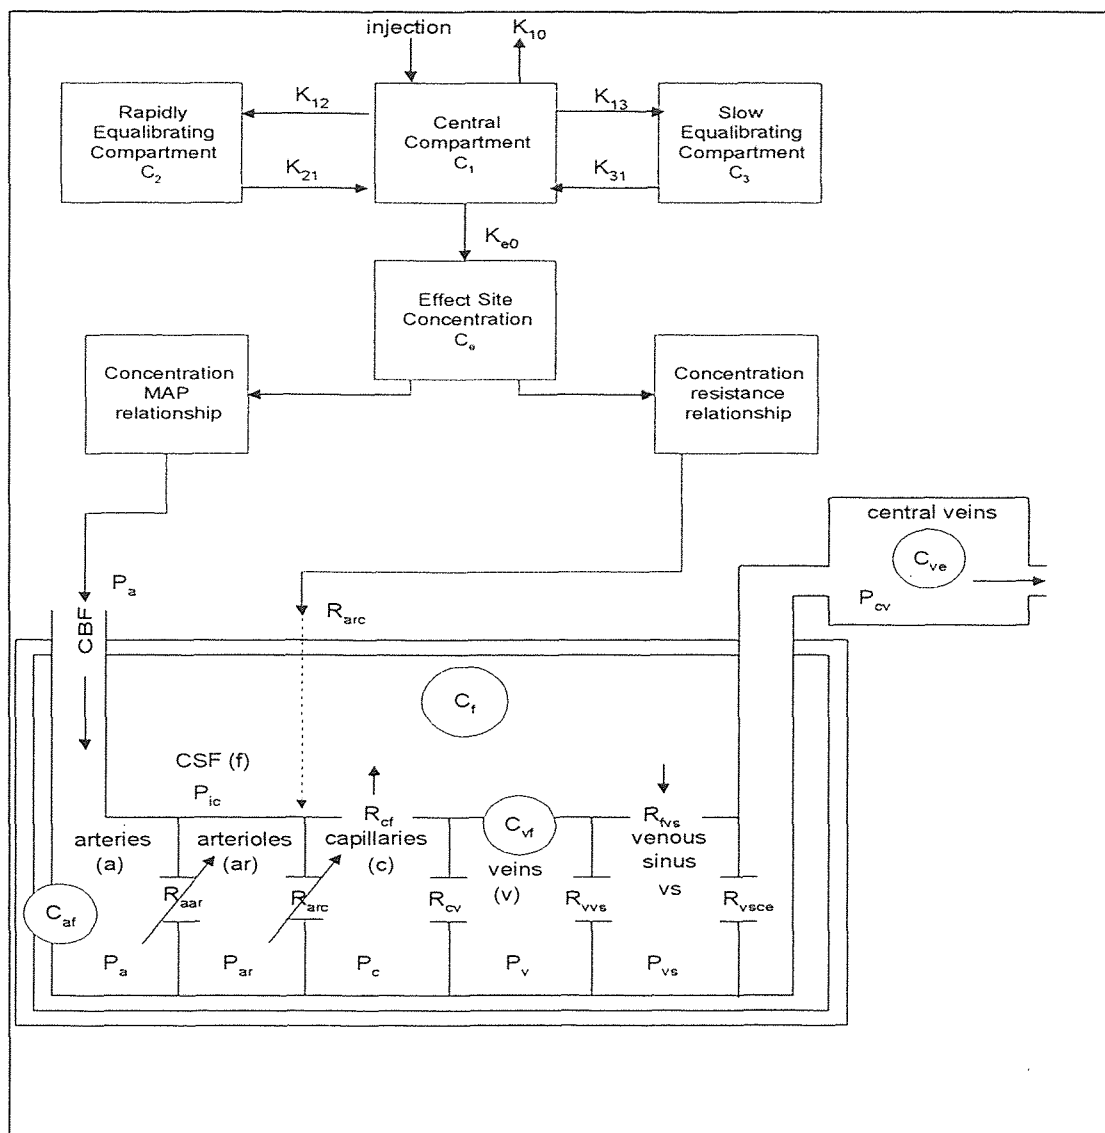 injection
K10
Rapidly
Equalibrating
Compartment
C2
K12
K21
Central
Compartment
C1
K13
K31
Slow
Equalibrating
Compartment
C3
Ke0
Effect Site
Concentration
Ce
Concentration
MAP
relationship
Concentration
resistance
relationship
central veins
Cve
Pcv
Pa
CBF
Rarc
Cf
CSF (f)
Pic
Rcf
Cvf
Rfvs
arteries
(a)
arterioles
(ar)
capillaries
(c)
veins
(v)
venous
sinus
vs
Caf
Raar
Rarc
Rcv
Rvvs
Rvsce
Pa
Par
Pc
Pv
Pvs